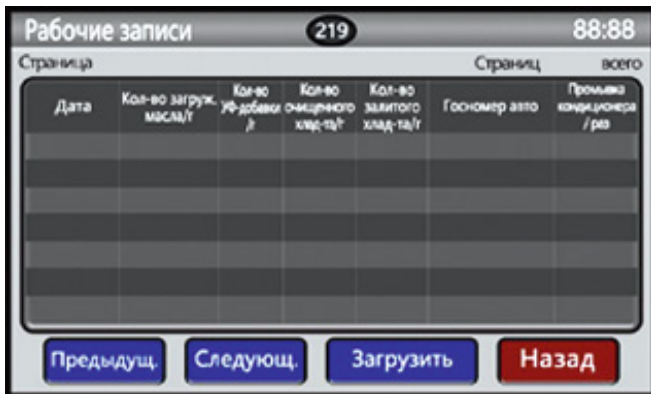 Рабочие записи 219 88:88
Страница Страниц всего
Дата
Кол-во загруж.
масла/г
Кол-во
УФ-добавки
/г
Кол-во
очищенного
хлад-та/г
Кол-во
залитого
хлад-та/г
Госномер авто
Промывка
кондиционера
/ раз
Предыдущ. Следующ. Загрузить Назад